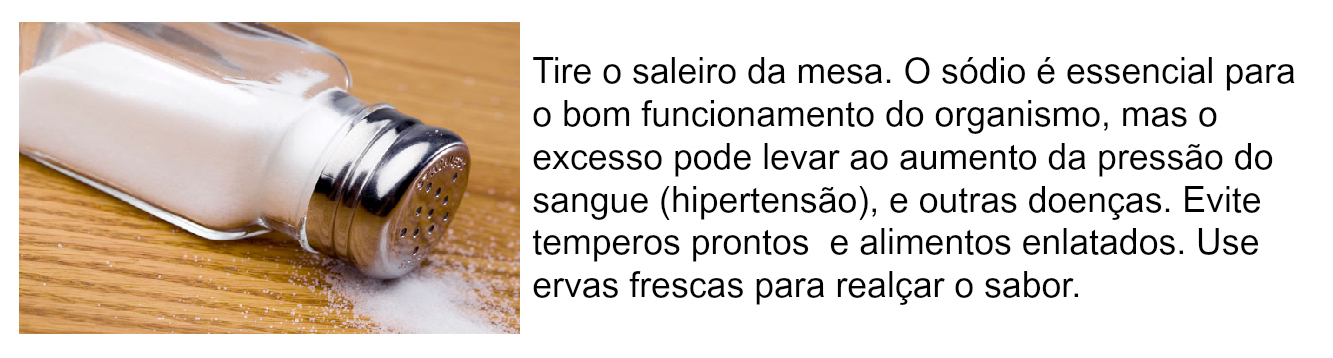 Tire o saleiro da mesa. O sódio é essencial para
o bom funcionamento do organismo, mas o
excesso pode levar ao aumento da pressão do
sangue (hipertensão), e outras doenças. Evite
temperos prontos  e alimentos enlatados. Use
ervas frescas para realçar o sabor.